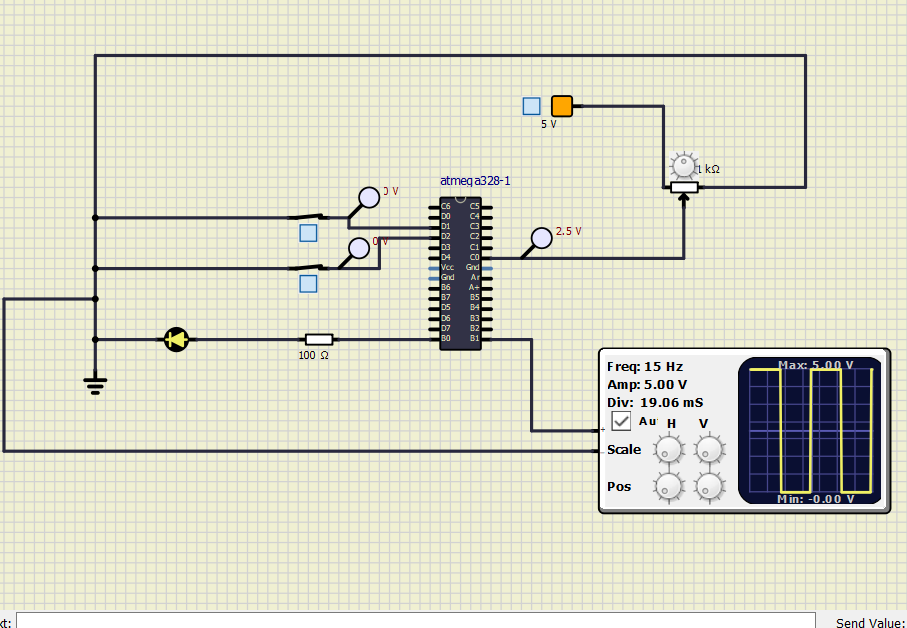 5 V
1 kΩ
atmega328-1
0 V
0 V
2.5 V
C6 C5
D0 C4
D1 C3
D2 C2
D3 C1
D4 C0
Vcc Gnd
Gnd Ar
B6 A+
B7 B5
D5 B4
D6 B3
D7 B2
B0 B1
100 Ω
Freq: 15 Hz
Amp: 5.00 V
Div: 19.06 mS
Au H V
Scale
Pos
+
-
Max: 5.00 V
Min: -0.00 V
xt:
Send Value: